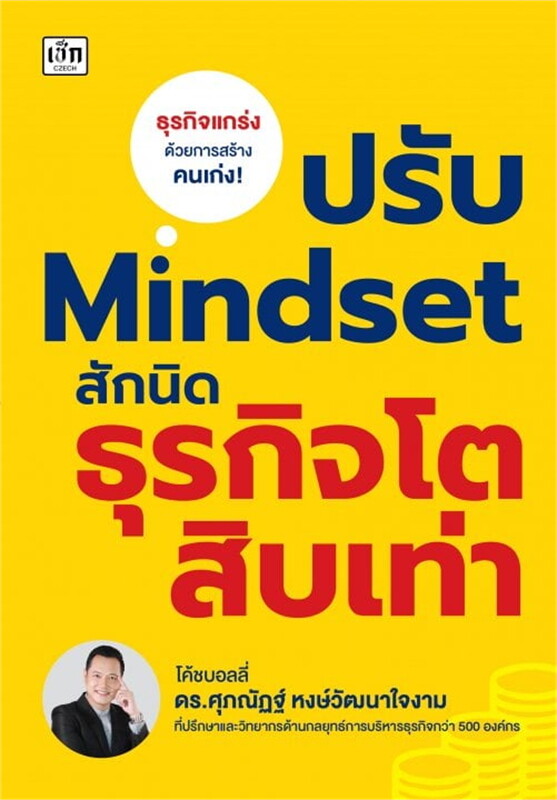 เช็ก
CZECH
ธุรกิจแกร่ง
ด้วยการสร้าง
คนเก่ง!
ปรับ
Mindset
สักนิด
ธุรกิจโต
สิบเท่า
โค้ชบอลลี่
ดร.ศุภณัฏฐ์ หงษ์วัฒนาใจงาม
ที่ปรึกษาและวิทยากรด้านกลยุทธ์การบริหารธุรกิจกว่า 500 องค์กร